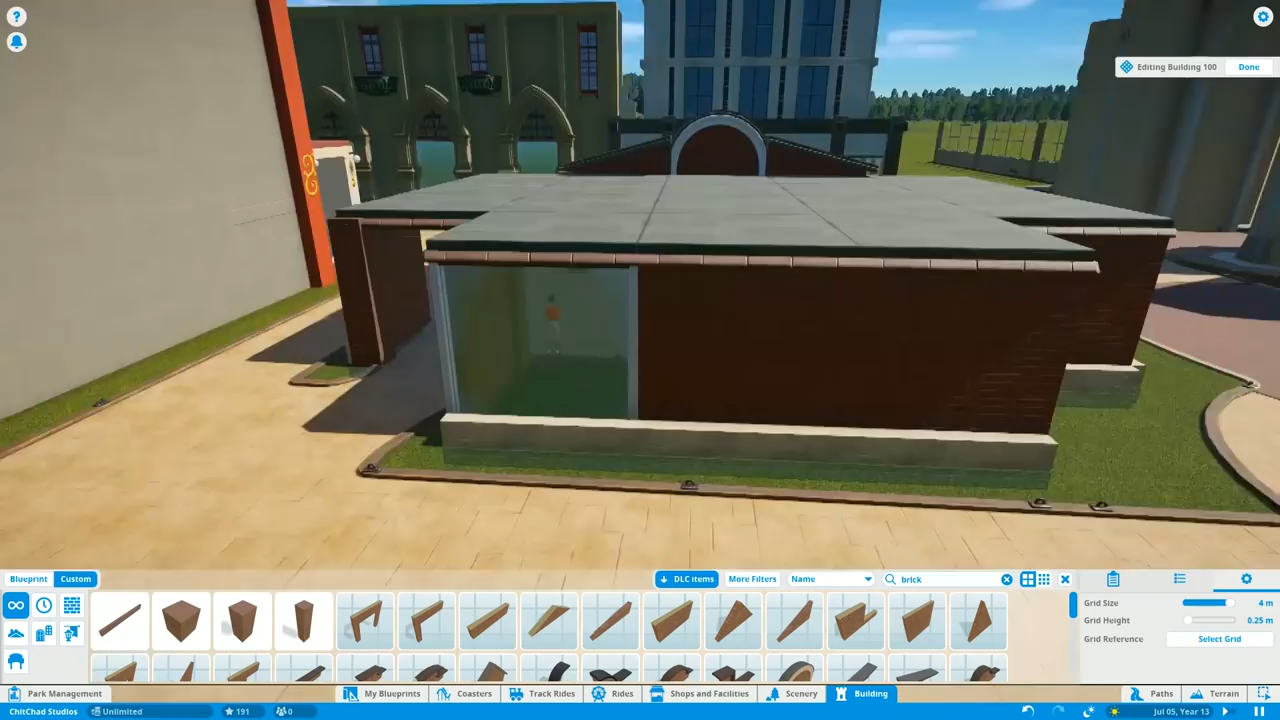 ?
Editing Building 100 Done
Blueprint Custom DLC items More Filters Name brick
Grid Size 4 m
Grid Height 0.25 m
Grid Reference Select Grid
Park Management My Blueprints Coasters Track Rides Rides Shops and Facilities Scenery Building Paths Terrain
ChitChad Studios Unlimited 191 0 Jul 05, Year 13